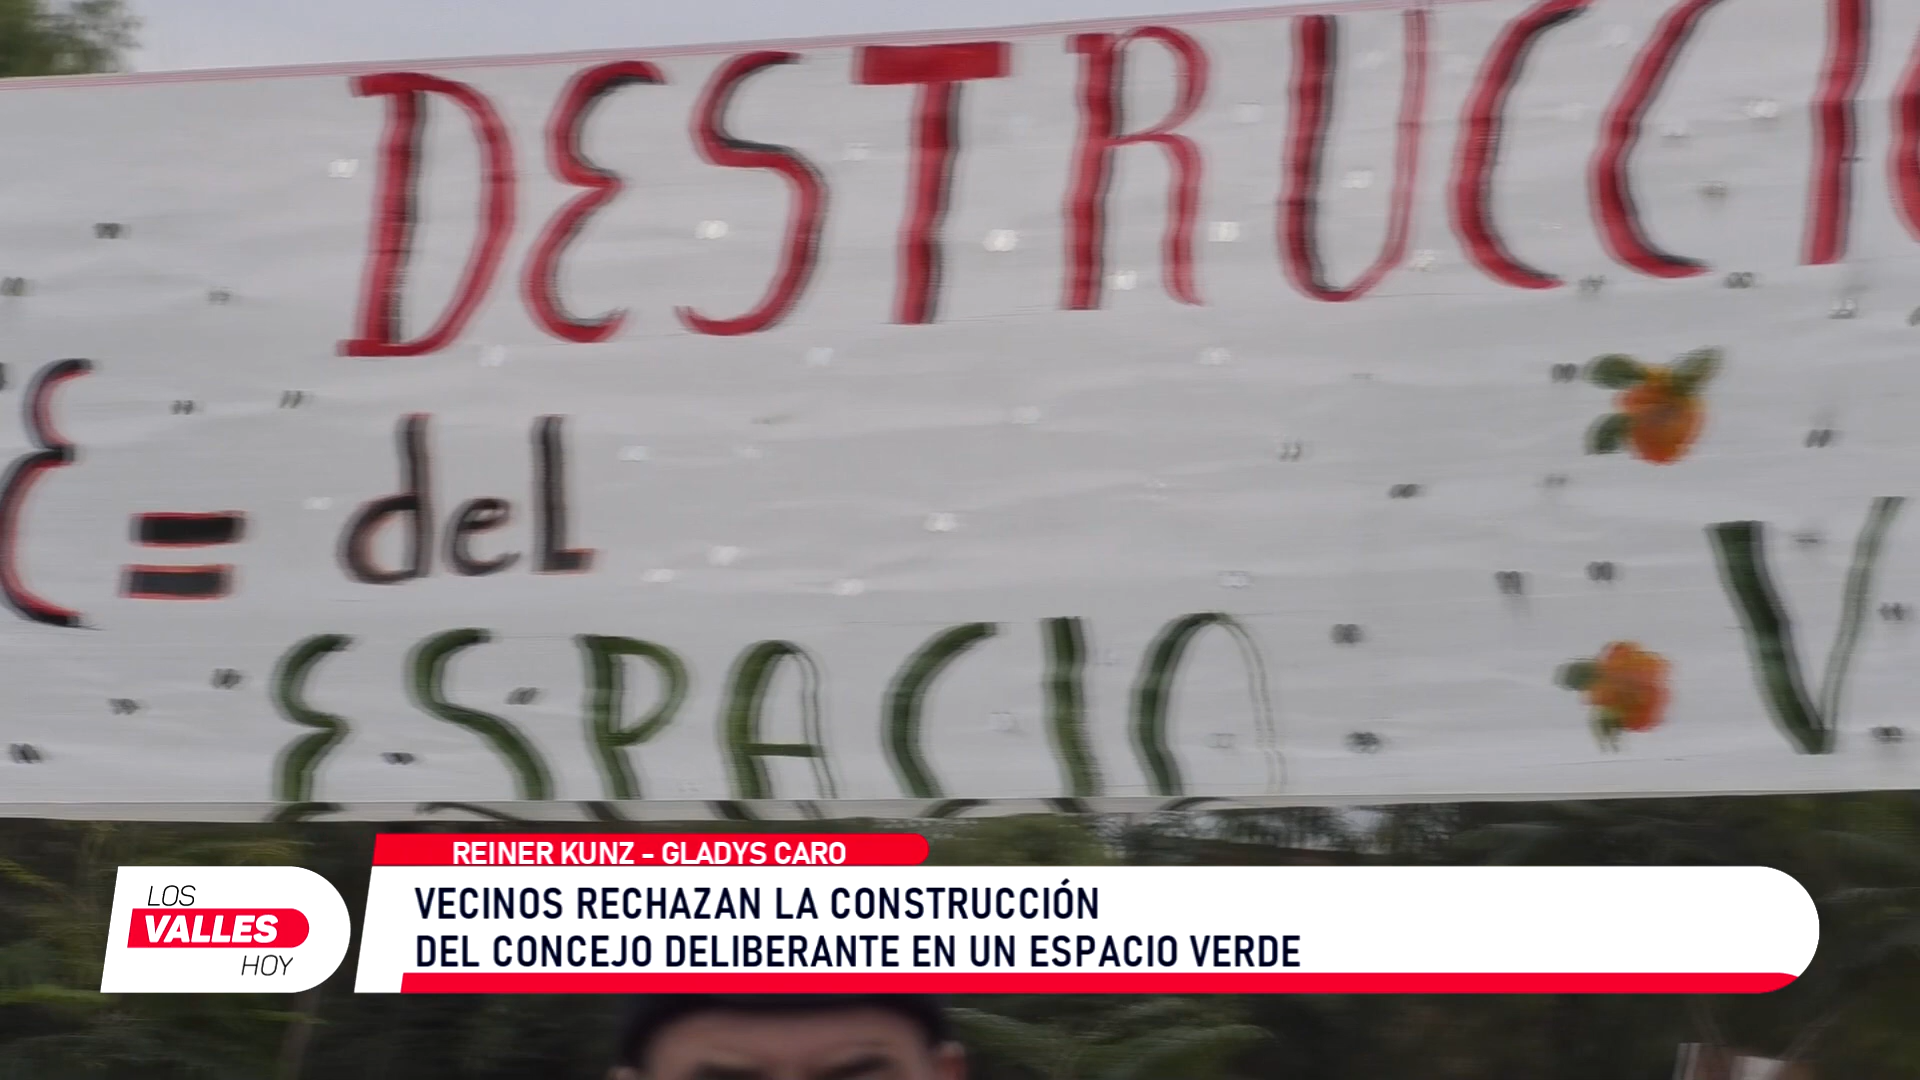 DESTRUCCIO
E = del
ESPACIO V
REINER KUNZ – GLADYS CARO
LOS
VALLES
HOY
VECINOS RECHAZAN LA CONSTRUCCIÓN
DEL CONCEJO DELIBERANTE EN UN ESPACIO VERDE